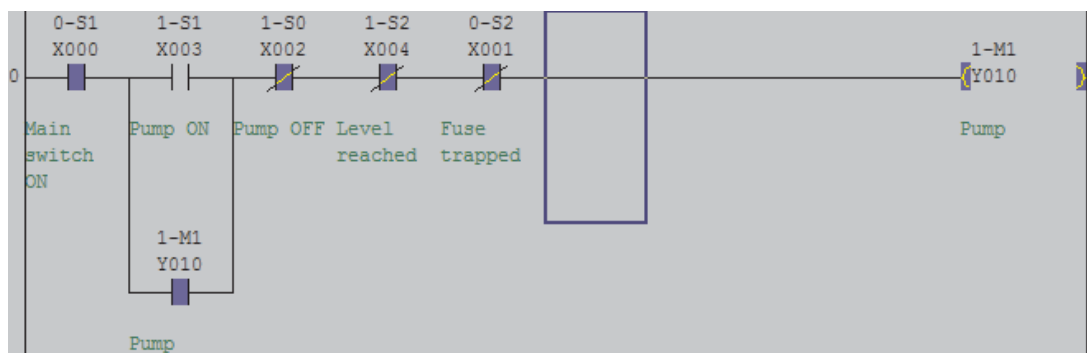 0-S1 1-S1 1-S0 1-S2 0-S2
X000 X003 X002 X004 X001 1-M1
0 Y010
Main Pump ON Pump OFF Level Fuse Pump
switch reached trapped
ON
1-M1
Y010
Pump